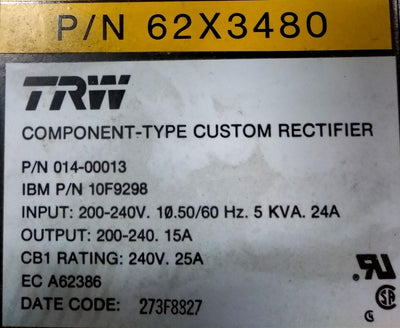 P/N 62X3480
TRW
COMPONENT-TYPE CUSTOM RECTIFIER
P/N 014-00013
IBM P/N 10F9298
INPUT: 200-240V. 1Ø.50/60 Hz. 5 KVA. 24A
OUTPUT: 200-240. 15A
CB1 RATING: 240V. 25A
EC A62386
DATE CODE: 273F8827